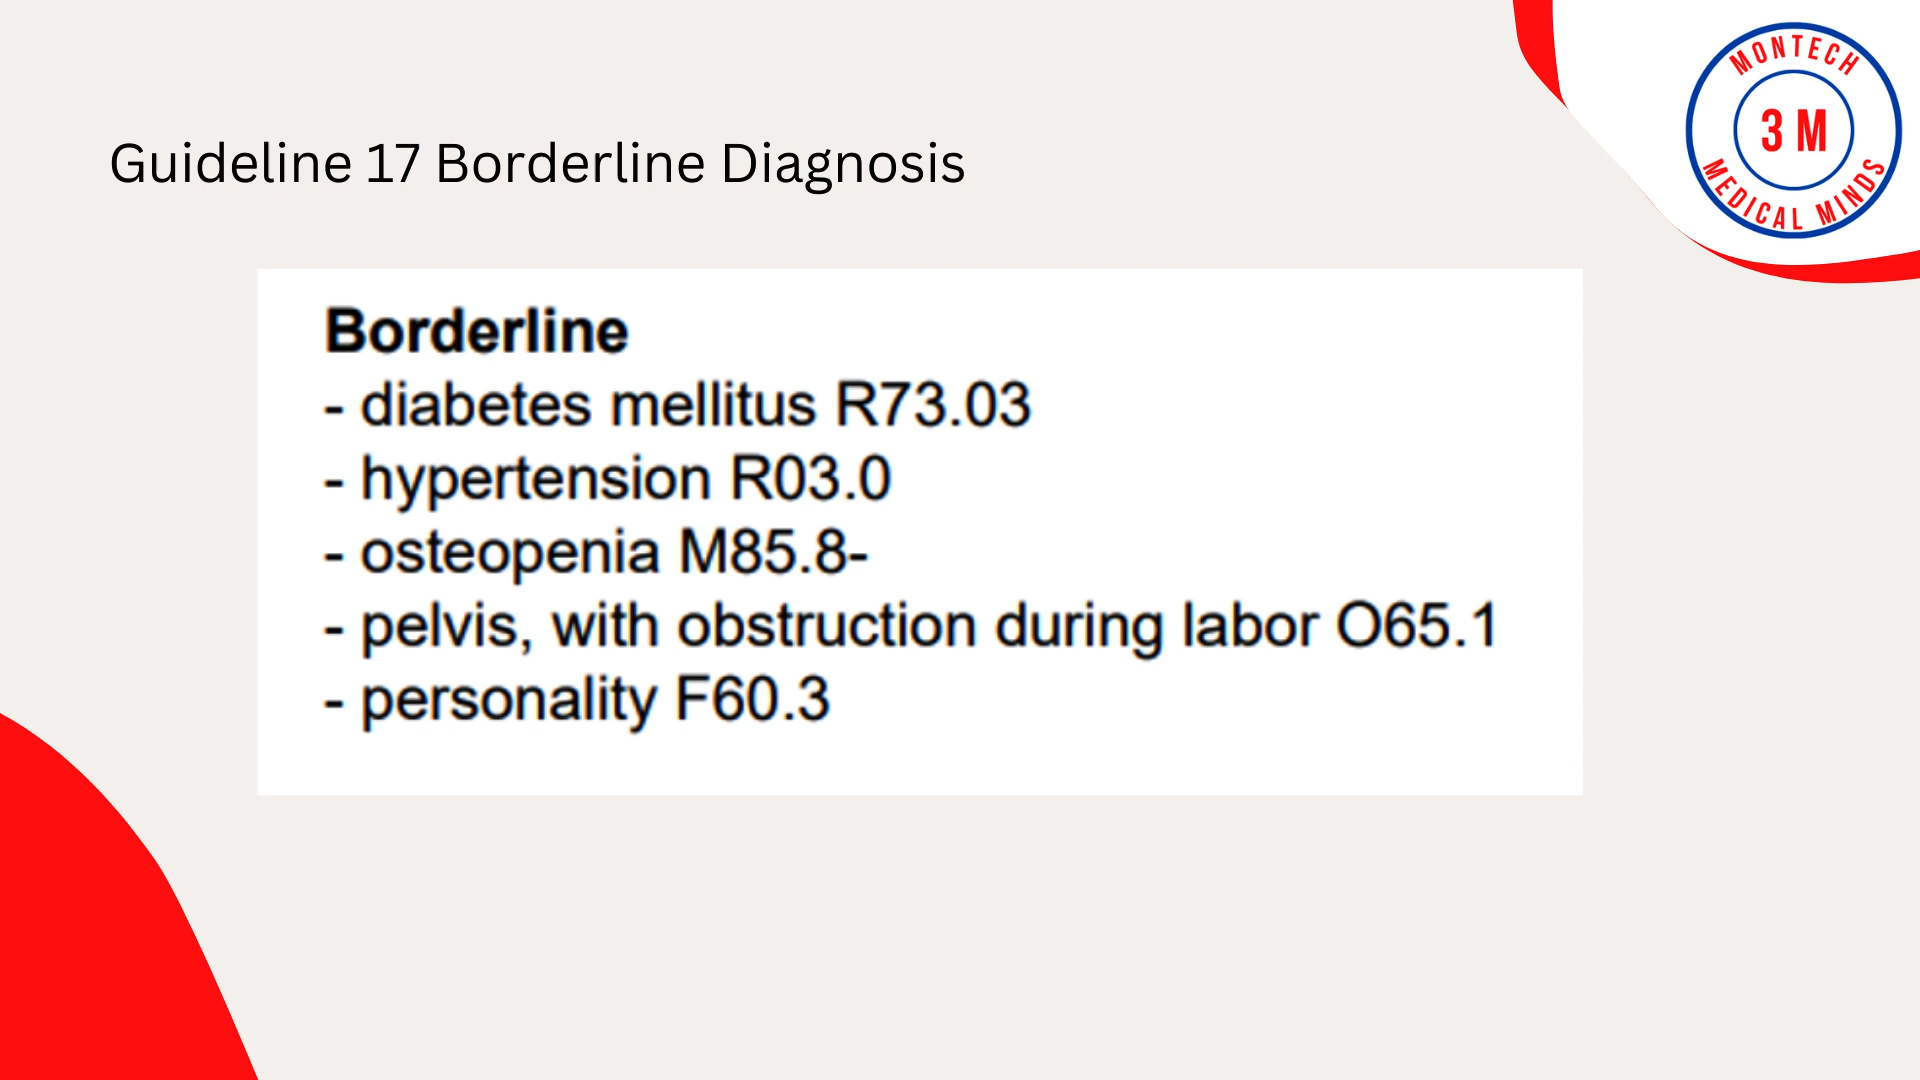 MONTECH
3 M
MEDICAL MINDS
Guideline 17 Borderline Diagnosis
Borderline
- diabetes mellitus R73.03
- hypertension R03.0
- osteopenia M85.8-
- pelvis, with obstruction during labor O65.1
- personality F60.3